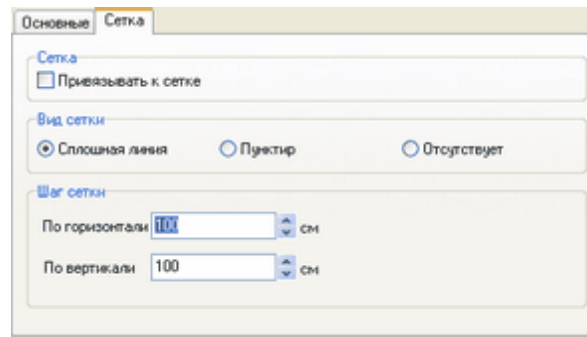 Основные Сетка
Сетка
Привязывать к сетке
Вид сетки
Сплошная линия Пунктир Отсутствует
Шаг сетки
По горизонтали 100 см
По вертикали 100 см